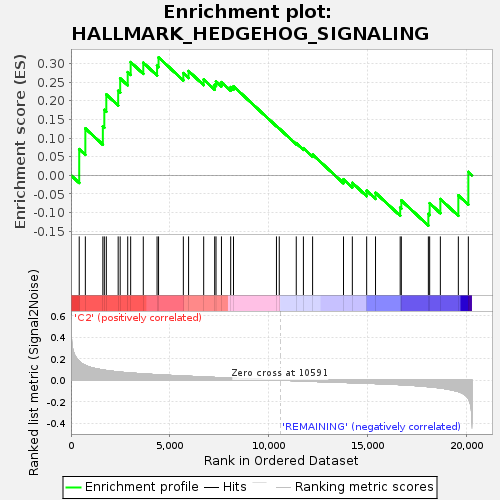 Enrichment plot:
HALLMARK_HEDGEHOG_SIGNALING
Enrichment score (ES)
0.30
0.25
0.20
0.15
0.10
0.05
0.00
-0.05
-0.10
-0.15
Ranked list metric (Signal2Noise)
0.6
0.4
0.2
0.0
-0.2
-0.4
'C2' (positively correlated)
Zero cross at 10591
'REMAINING' (negatively correlated)
0
5,000
10,000
15,000
20,000
Rank in Ordered Dataset
Enrichment profile
Hits
Ranking metric scores